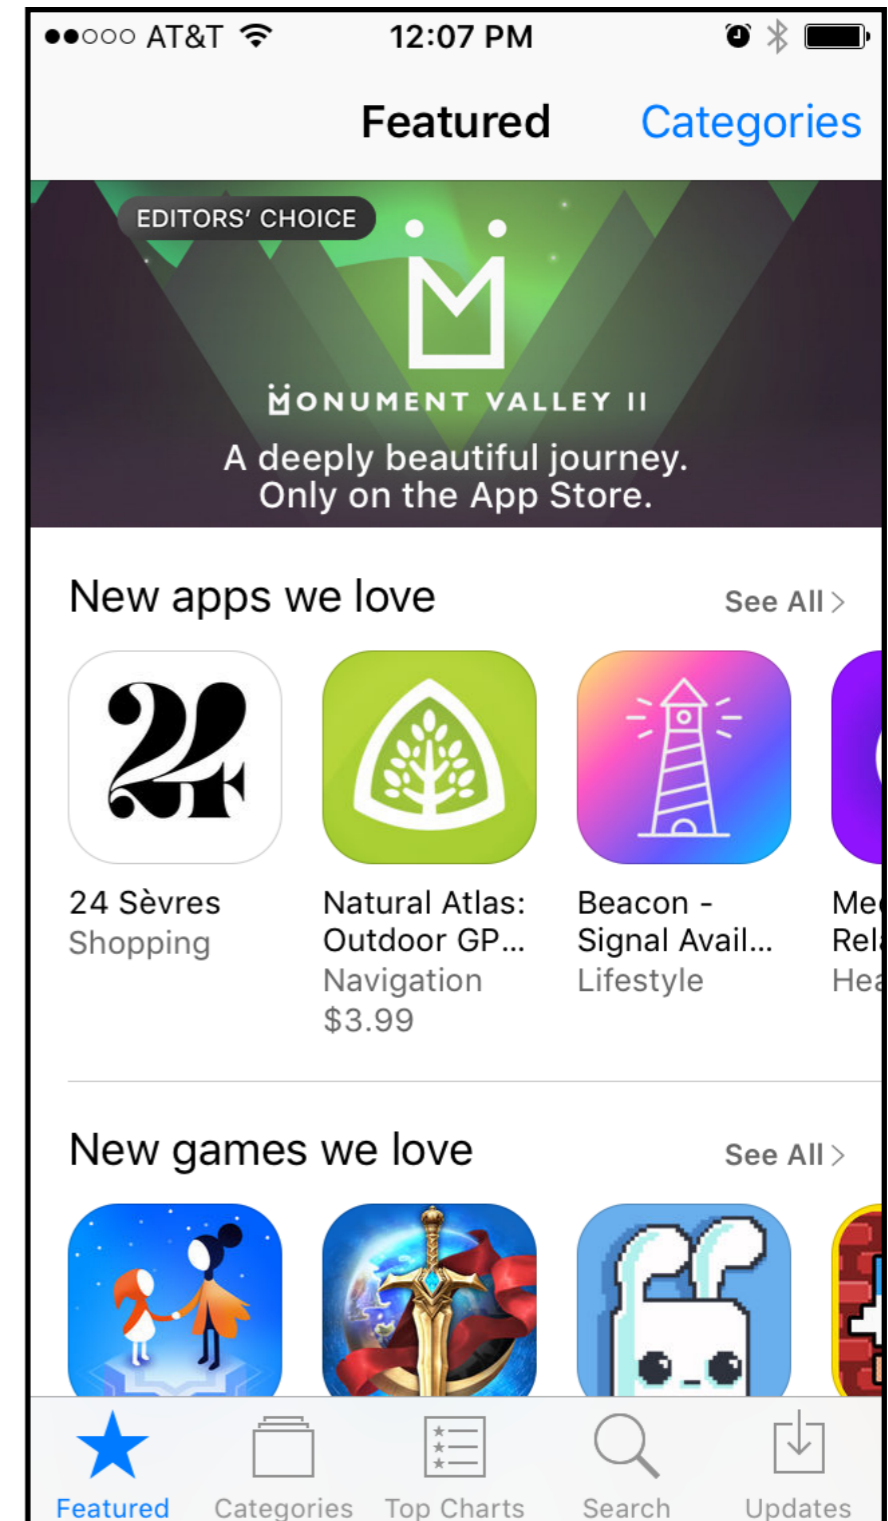 AT&T 12:07 PM
Featured Categories
EDITORS' CHOICE
MONUMENT VALLEY II
A deeply beautiful journey.
Only on the App Store.
New apps we love See All >
24
24 Sèvres
Shopping
Natural Atlas:
Outdoor GP...
Navigation
$3.99
Beacon -
Signal Avail...
Lifestyle
New games we love See All >
Featured Categories Top Charts Search Updates